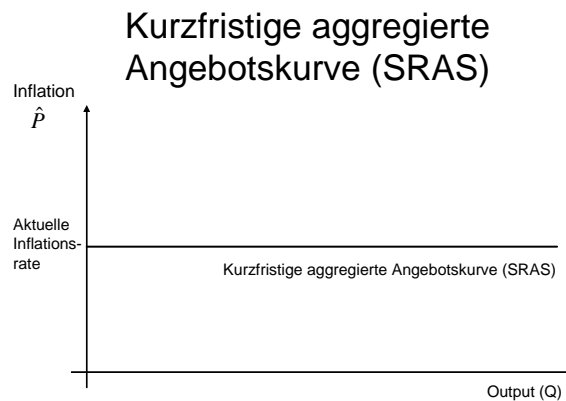 Kurzfristige aggregierte
Angebotskurve (SRAS)
Inflation
P̂
Aktuelle
Inflations-
rate
Kurzfristige aggregierte Angebotskurve (SRAS)
Output (Q)